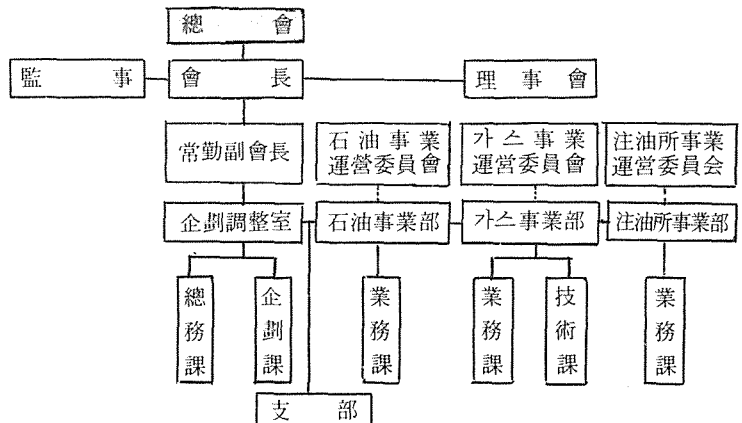 總會
監事 會長 理事會
常勤副會長 石油事業運營委員會 가스事業運營委員會 注油所事業運營委員会
企劃調整室 石油事業部 가스事業部 注油所事業部
總務課 企劃課 業務課 業務課 技術課 業務課
支部